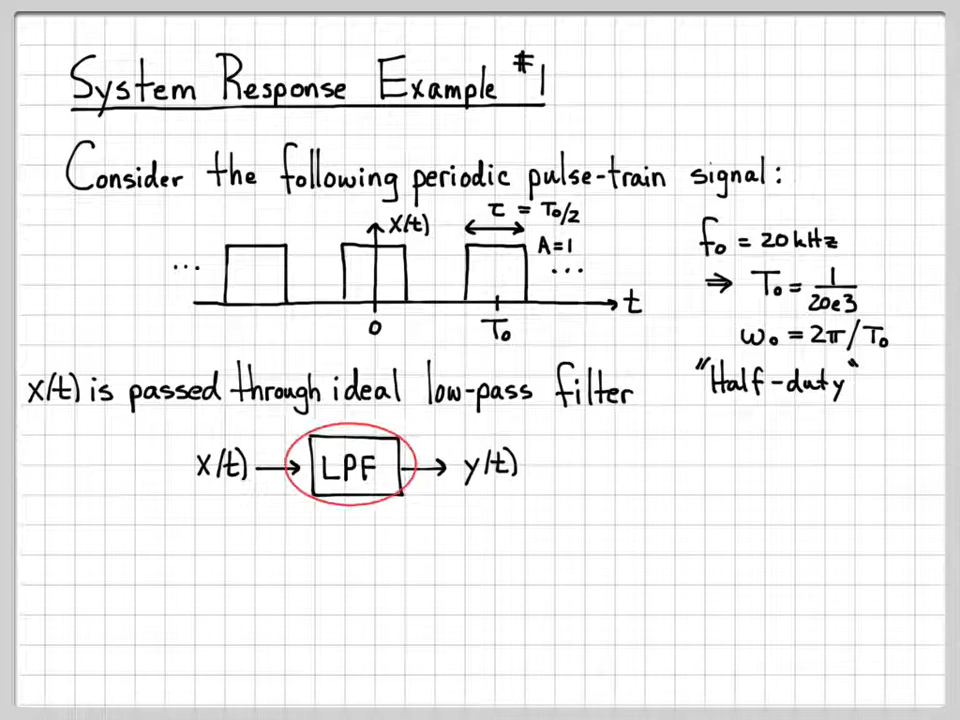 System Response Example #1
Consider the following periodic pulse-train signal:
τ = T₀/2
x(t)
A=1
... ...
t
0 T₀
f₀ = 20kHz
⇒ T₀ = 1/20e3
ω₀ = 2π/T₀
"Half-duty"
x(t) is passed through ideal low-pass filter
x(t) → LPF → y(t)